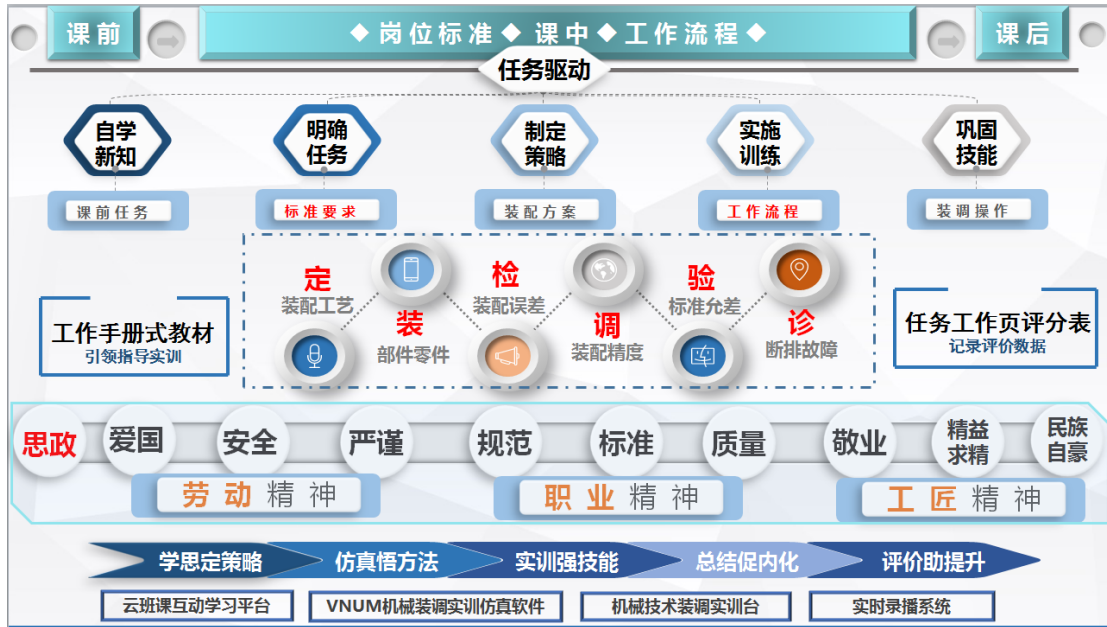 课前
◆岗位标准◆ 课中◆工作流程◆
课后
任务驱动
自学
新知
明确
任务
制定
策略
实施
训练
巩固
技能
课前任务
标准要求
装配方案
工作流程
装调操作
定
装配工艺
装
部件零件
检
装配误差
调
装配精度
验
标准允差
诊
断排故障
工作手册式教材
引领指导实训
任务工作页评分表
记录评价数据
思政
爱国
安全
严谨
规范
标准
质量
敬业
精益
求精
民族
自豪
劳动精神
职业精神
工匠精神
学思定策略
仿真悟方法
实训强技能
总结促内化
评价助提升
云班课互动学习平台
VNUM机械装调实训仿真软件
机械技术装调实训台
实时录播系统